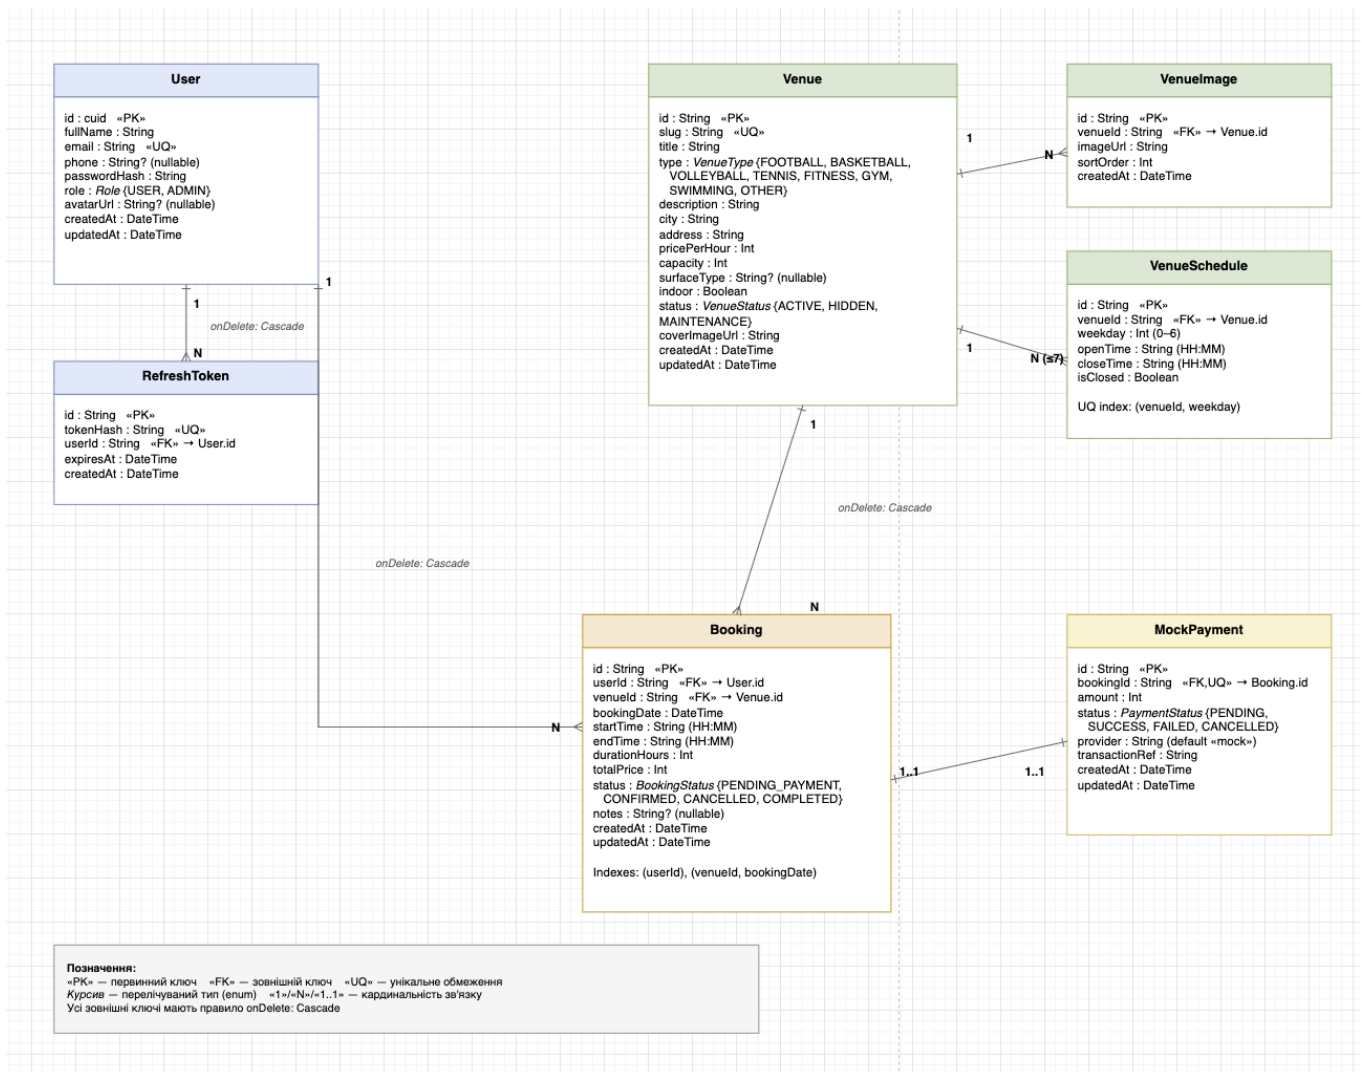 User
id : cuid «PK»
fullName : String
email : String «UQ»
phone : String? (nullable)
passwordHash : String
role : Role {USER, ADMIN}
avatarUrl : String? (nullable)
createdAt : DateTime
updatedAt : DateTime
1
1
onDelete: Cascade
N
RefreshToken
id : String «PK»
tokenHash : String «UQ»
userId : String «FK» → User.id
expiresAt : DateTime
createdAt : DateTime
onDelete: Cascade
N
Venue
id : String «PK»
slug : String «UQ»
title : String
type : VenueType {FOOTBALL, BASKETBALL,
VOLLEYBALL, TENNIS, FITNESS, GYM,
SWIMMING, OTHER}
description : String
city : String
address : String
pricePerHour : Int
capacity : Int
surfaceType : String? (nullable)
indoor : Boolean
status : VenueStatus {ACTIVE, HIDDEN,
MAINTENANCE}
coverImageUrl : String
createdAt : DateTime
updatedAt : DateTime
1
N
1
N (≤7)
1
onDelete: Cascade
N
VenueImage
id : String «PK»
venueId : String «FK» → Venue.id
imageUrl : String
sortOrder : Int
createdAt : DateTime
VenueSchedule
id : String «PK»
venueId : String «FK» → Venue.id
weekday : Int (0–6)
openTime : String (HH:MM)
closeTime : String (HH:MM)
isClosed : Boolean
UQ index: (venueId, weekday)
Booking
id : String «PK»
userId : String «FK» → User.id
venueId : String «FK» → Venue.id
bookingDate : DateTime
startTime : String (HH:MM)
endTime : String (HH:MM)
durationHours : Int
totalPrice : Int
status : BookingStatus {PENDING_PAYMENT,
CONFIRMED, CANCELLED, COMPLETED}
notes : String? (nullable)
createdAt : DateTime
updatedAt : DateTime
Indexes: (userId), (venueId, bookingDate)
1..1
1..1
MockPayment
id : String «PK»
bookingId : String «FK,UQ» → Booking.id
amount : Int
status : PaymentStatus {PENDING,
SUCCESS, FAILED, CANCELLED}
provider : String (default «mock»)
transactionRef : String
createdAt : DateTime
updatedAt : DateTime
Позначення:
«PK» — первинний ключ «FK» — зовнішній ключ «UQ» — унікальне обмеження
Курсив — перелічуваний тип (enum) «1»/«N»/«1..1» — кардинальність зв'язку
Усі зовнішні ключі мають правило onDelete: Cascade